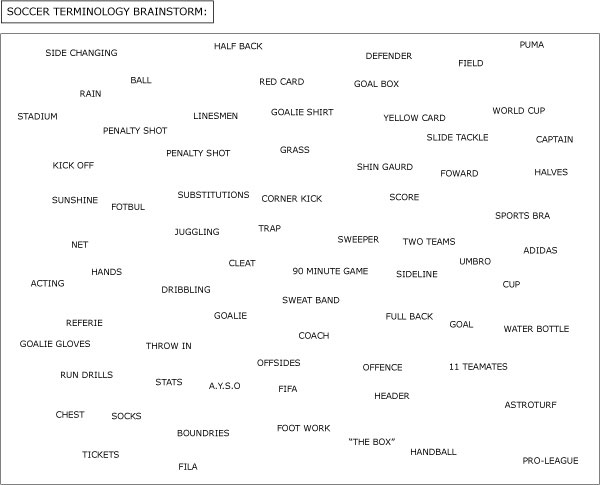 SOCCER TERMINOLOGY BRAINSTORM:
SIDE CHANGING
HALF BACK
DEFENDER
PUMA
FIELD
BALL
RAIN
RED CARD
GOAL BOX
STADIUM
LINESMEN
GOALIE SHIRT
YELLOW CARD
WORLD CUP
PENALTY SHOT
SLIDE TACKLE
CAPTAIN
PENALTY SHOT
GRASS
KICK OFF
SHIN GAURD
FOWARD
HALVES
SUNSHINE
FOTBUL
SUBSTITUTIONS
CORNER KICK
SCORE
SPORTS BRA
JUGGLING
TRAP
NET
SWEEPER
TWO TEAMS
ADIDAS
CLEAT
UMBRO
HANDS
90 MINUTE GAME
SIDELINE
ACTING
DRIBBLING
CUP
SWEAT BAND
REFERIE
GOALIE
FULL BACK
GOAL
WATER BOTTLE
GOALIE GLOVES
THROW IN
COACH
OFFSIDES
OFFENCE
11 TEAMATES
RUN DRILLS
STATS
A.Y.S.O
FIFA
HEADER
ASTROTURF
CHEST
SOCKS
BOUNDRIES
FOOT WORK
"THE BOX"
HANDBALL
TICKETS
FILA
PRO-LEAGUE